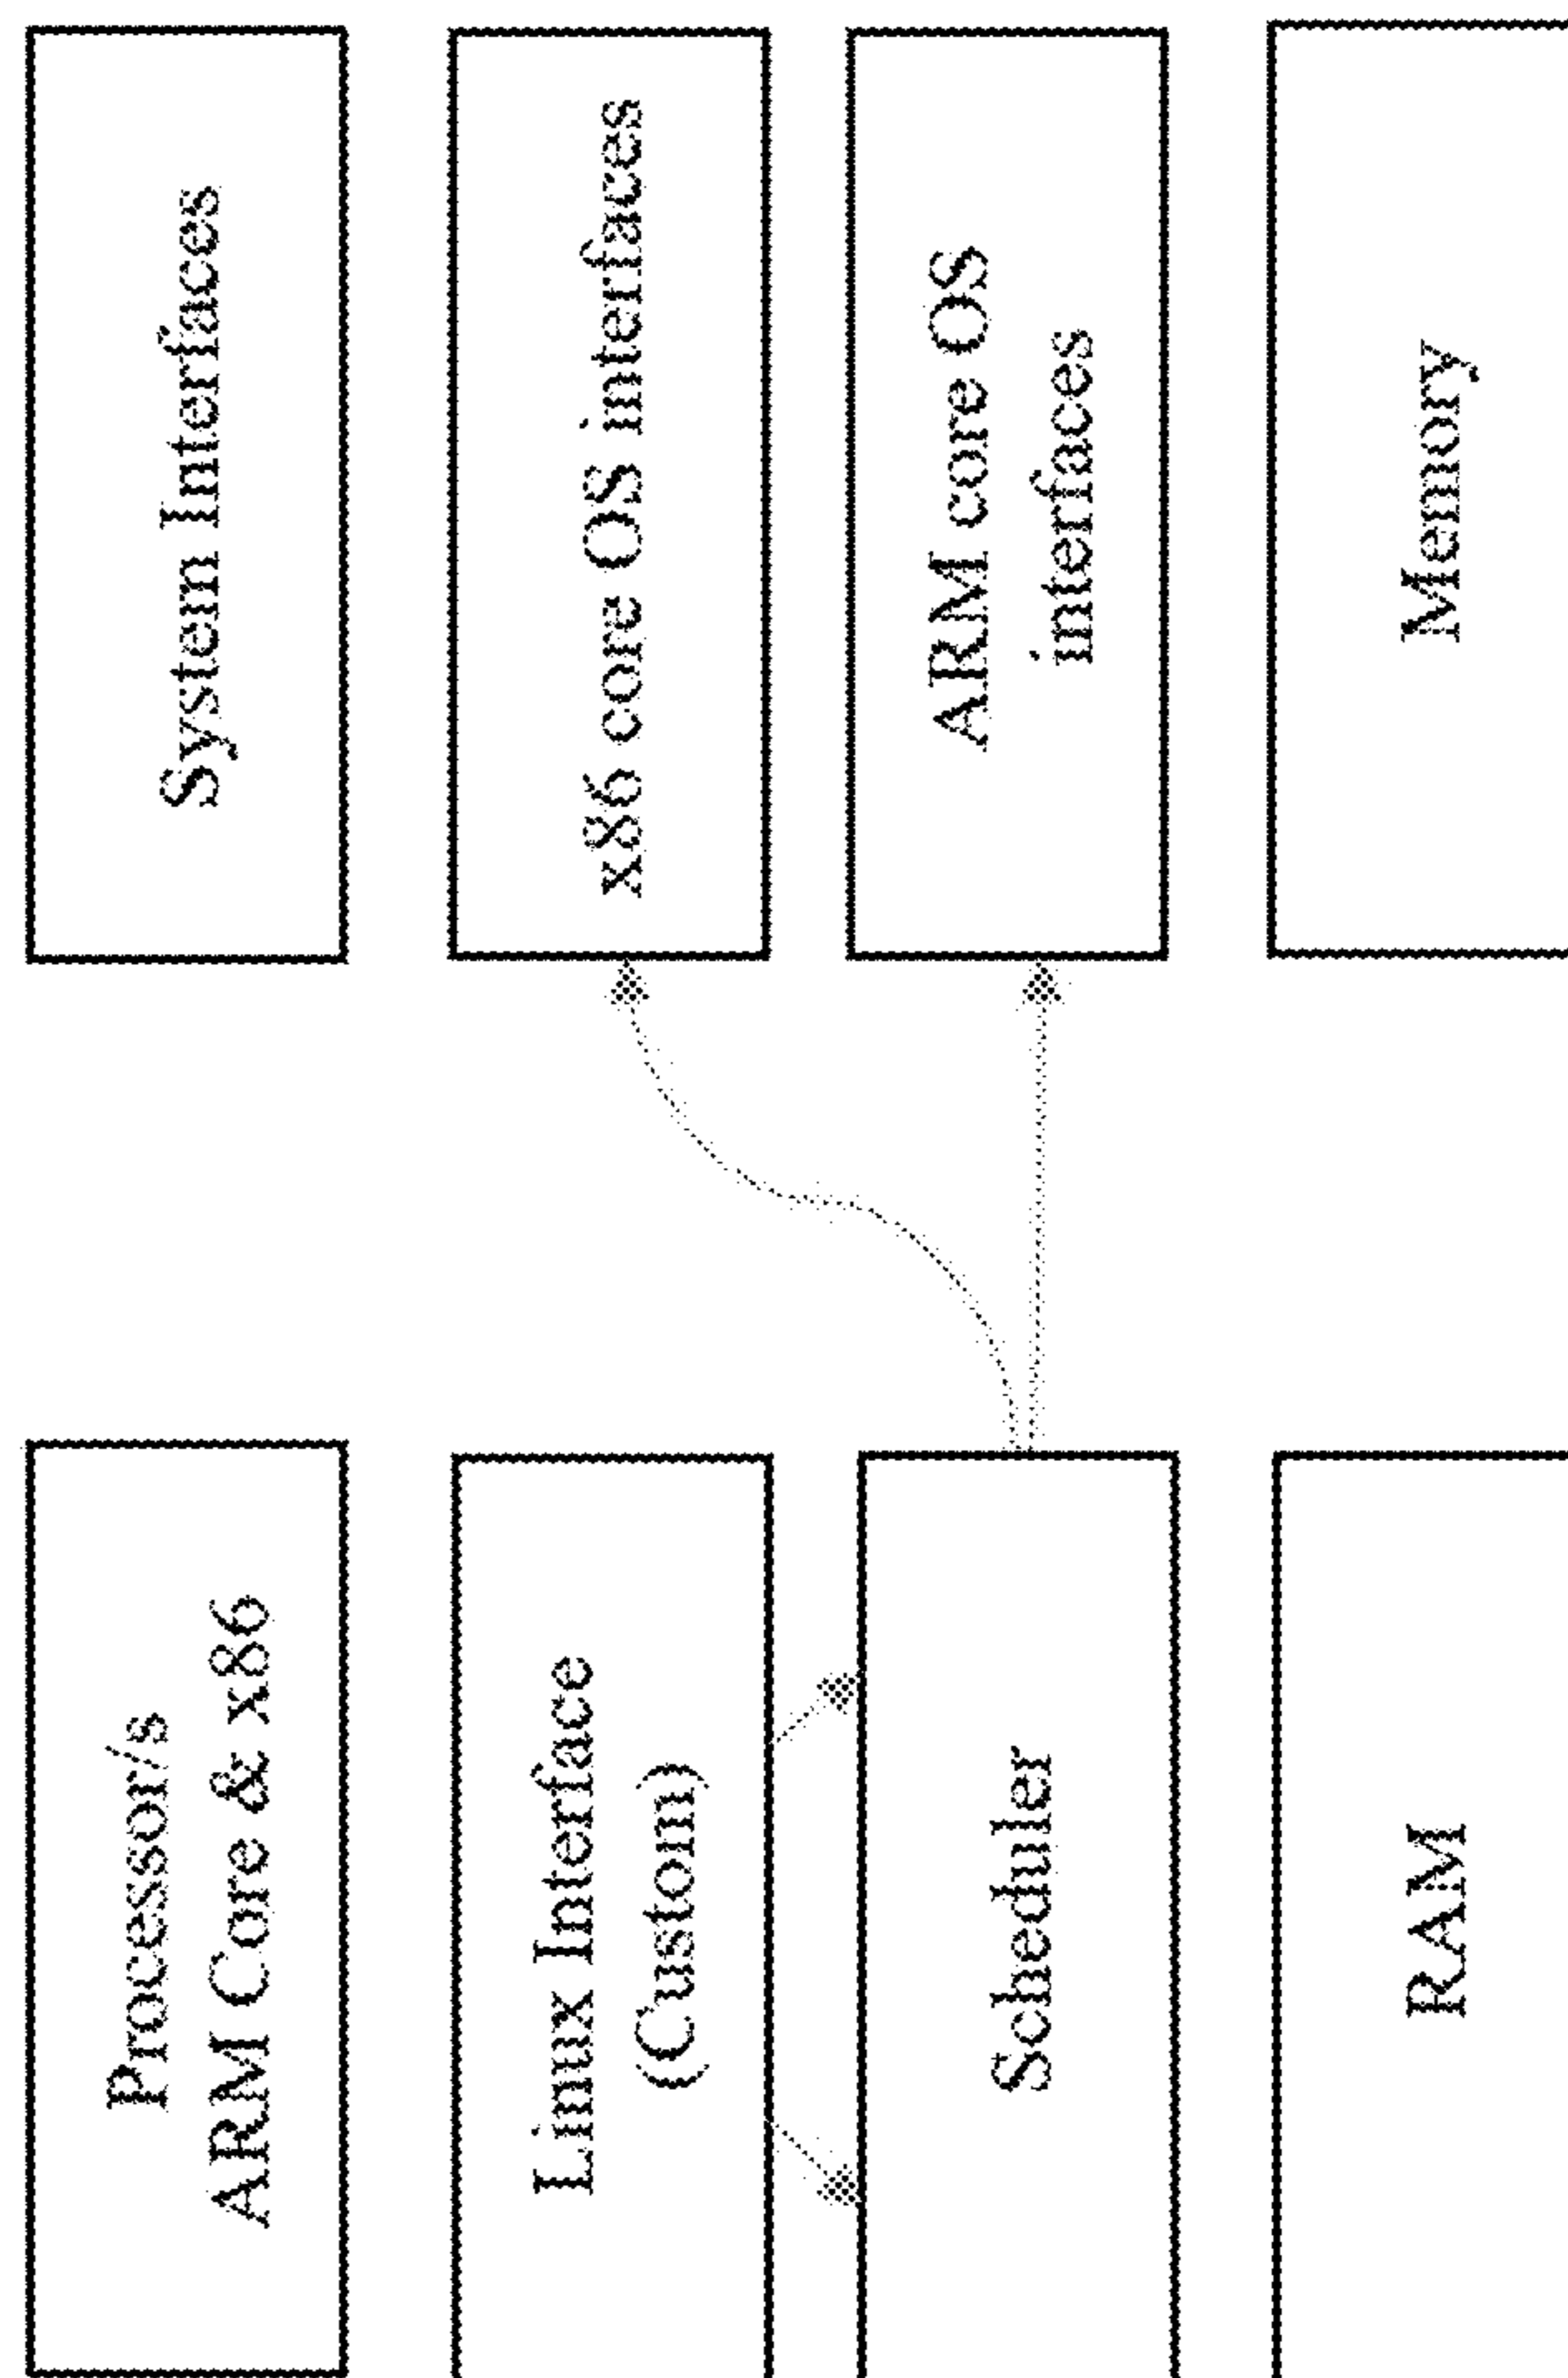 Processor/s
ARM Core & x86
System Interfaces
Linux Interface
(Custom)
x86 core OS interfaces
Scheduler
ARM core OS
interfaces
RAM
Memory